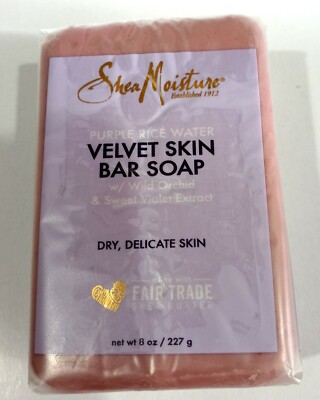 SheaMoisture®
Established 1912
PURPLE RICE WATER
VELVET SKIN
BAR SOAP
w/ Wild Orchid
& Sweet Violet Extract
DRY, DELICATE SKIN
FAIR TRADE
net wt 8 oz / 227 g